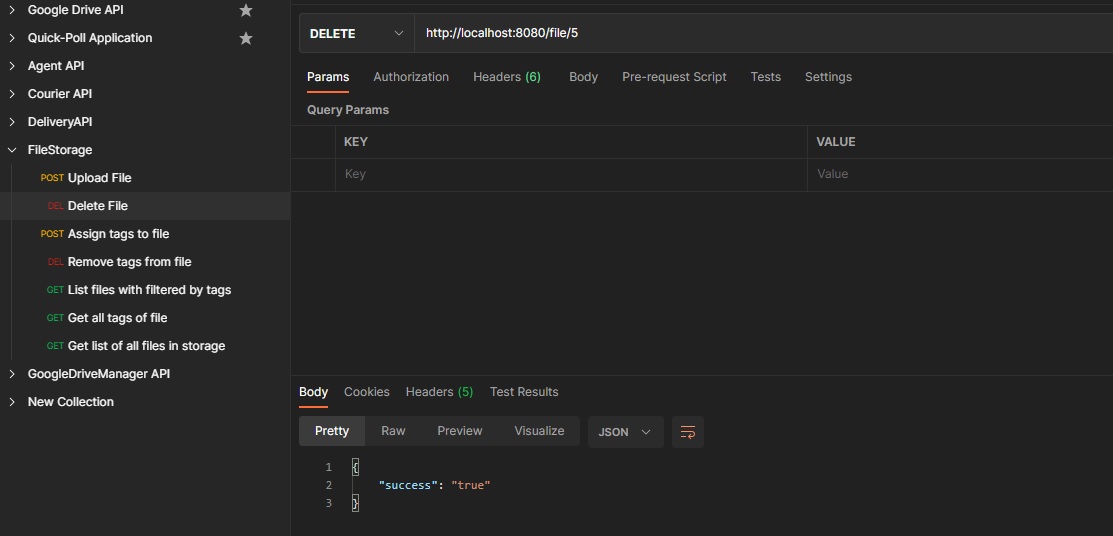 Google Drive API
Quick-Poll Application
Agent API
Courier API
DeliveryAPI
FileStorage
POST Upload File
DEL Delete File
POST Assign tags to file
DEL Remove tags from file
GET List files with filtered by tags
GET Get all tags of file
GET Get list of all files in storage
GoogleDriveManager API
New Collection
DELETE http://localhost:8080/file/5
Params Authorization Headers (6) Body Pre-request Script Tests Settings
Query Params
KEY VALUE
Key Value
Body Cookies Headers (5) Test Results
Pretty Raw Preview Visualize JSON
1 {
2 "success": "true"
3 }